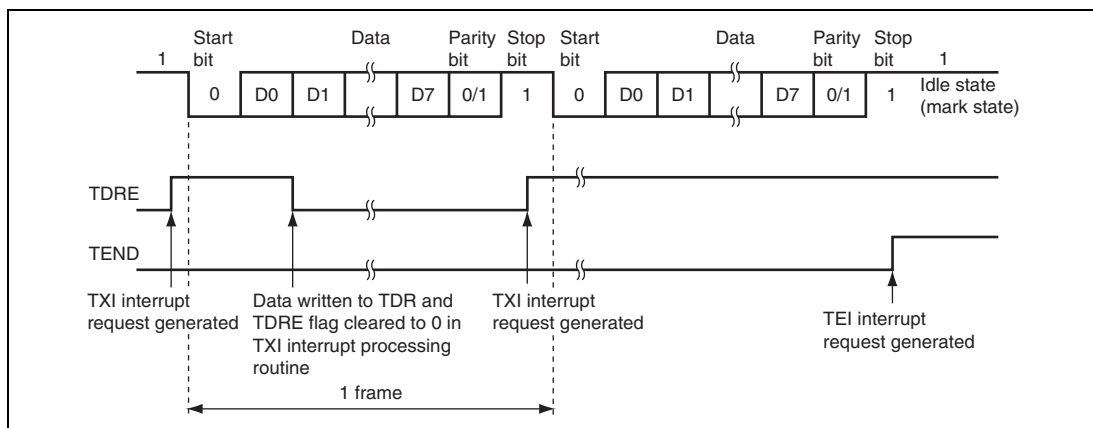 Start Data Parity Stop Start Data Parity Stop
1 bit bit bit bit bit bit 1
0 D0 D1 D7 0/1 1 0 D0 D1 D7 0/1 1 Idle state
(mark state)
TDRE
TEND
TXI interrupt
request generated
Data written to TDR and
TDRE flag cleared to 0 in
TXI interrupt processing
routine
TXI interrupt
request generated
TEI interrupt
request generated
1 frame